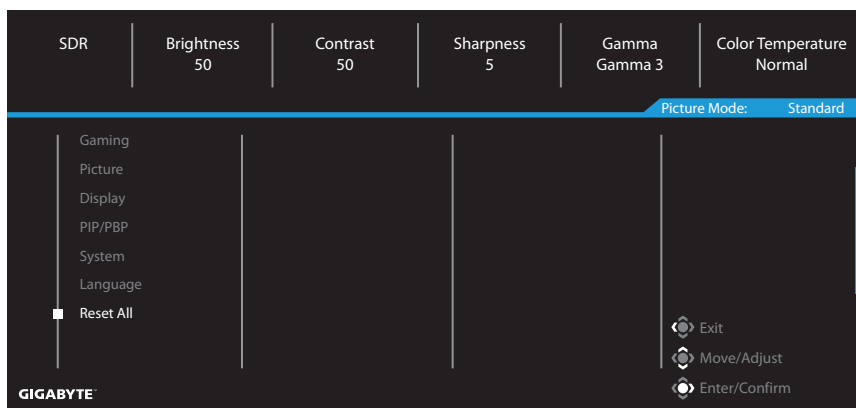 SDR
Brightness
50
Contrast
50
Sharpness
5
Gamma
Gamma 3
Color Temperature
Normal
Picture Mode: Standard
Gaming
Picture
Display
PIP/PBP
System
Language
Reset All
Exit
Move/Adjust
Enter/Confirm
GIGABYTE™